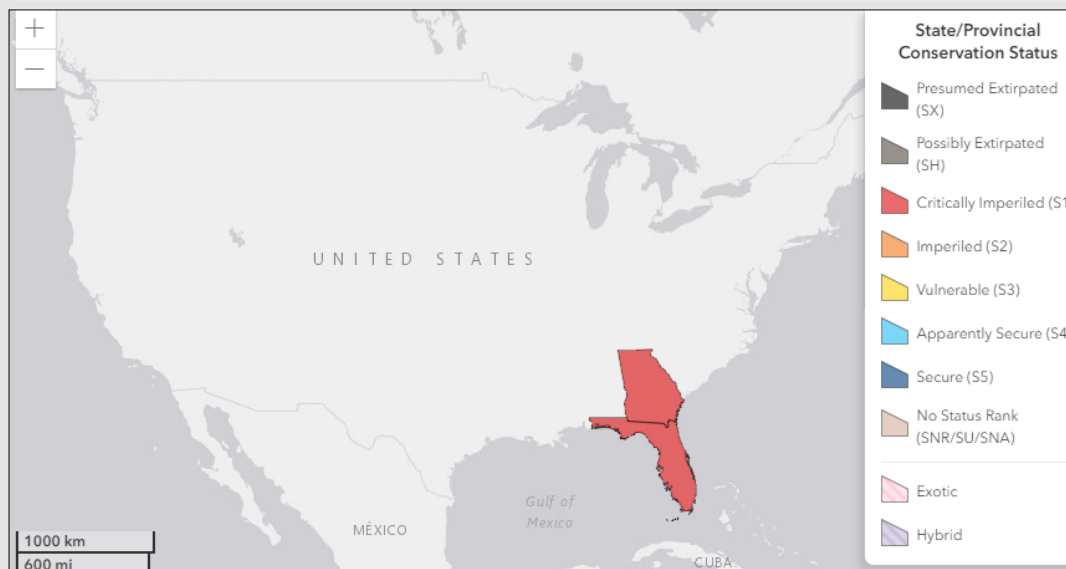 +
−
UNITED STATES
Gulf of
Mexico
MÉXICO
CUBA
1000 km
600 mi
State/Provincial
Conservation Status
Presumed Extirpated
(SX)
Possibly Extirpated
(SH)
Critically Imperiled (S1
Imperiled (S2)
Vulnerable (S3)
Apparently Secure (S4
Secure (S5)
No Status Rank
(SNR/SU/SNA)
Exotic
Hybrid